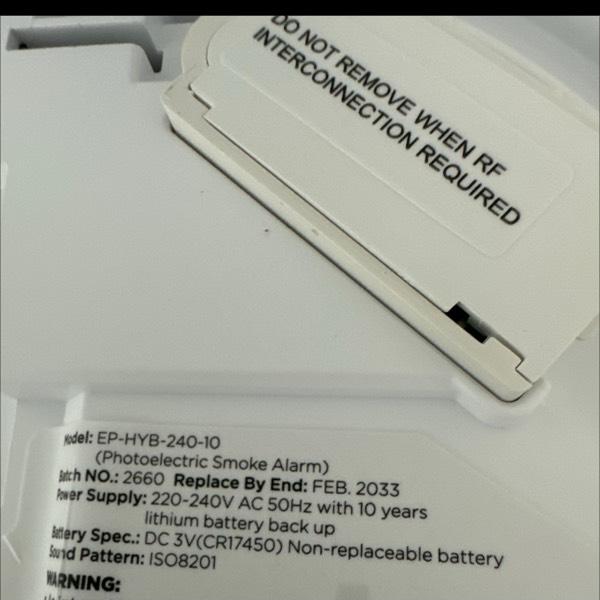 DO NOT REMOVE WHEN RF
INTERCONNECTION REQUIRED
Model: EP-HYB-240-10
(Photoelectric Smoke Alarm)
Batch NO.: 2660 Replace By End: FEB. 2033
Power Supply: 220-240V AC 50Hz with 10 years
lithium battery back up
Battery Spec.: DC 3V(CR17450) Non-replaceable battery
Sound Pattern: ISO8201
WARNING: